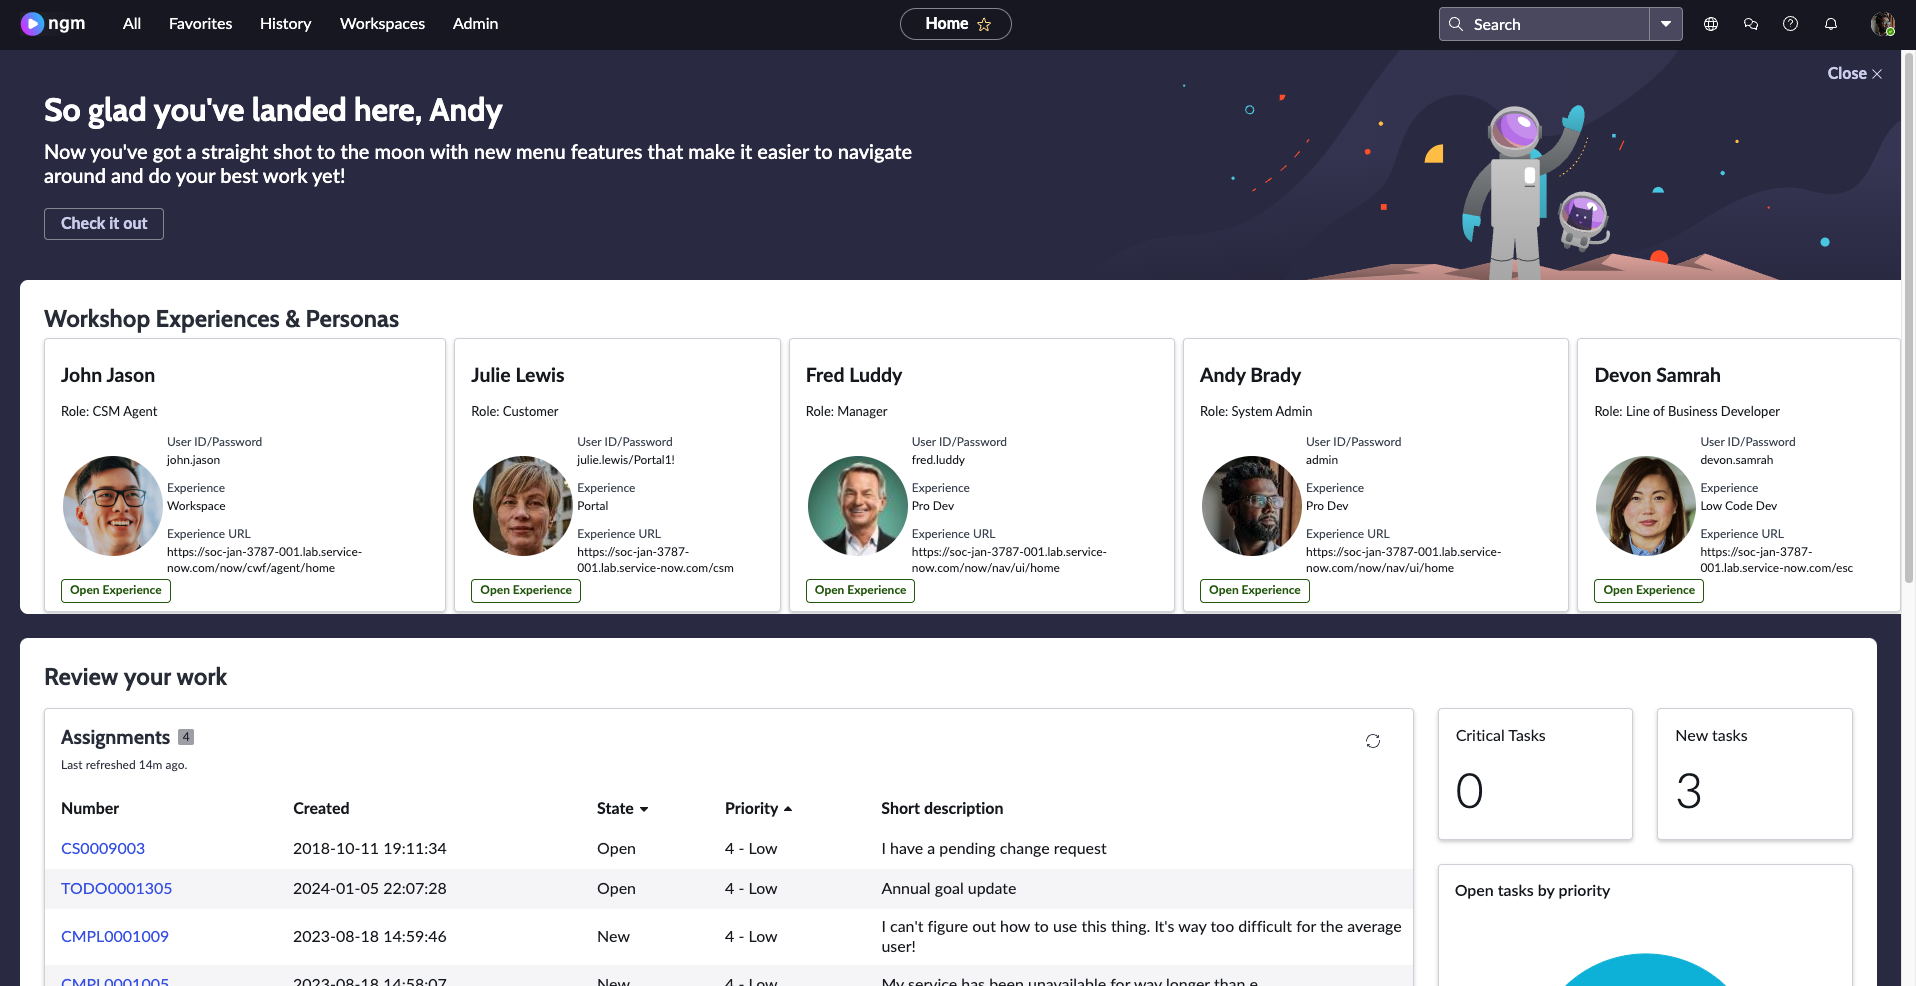 ngm
All
Favorites
History
Workspaces
Admin
Home
Search
Close
So glad you've landed here, Andy
Now you've got a straight shot to the moon with new menu features that make it easier to navigate
around and do your best work yet!
Check it out
Workshop Experiences & Personas
John Jason
Role: CSM Agent
User ID/Password
john.jason
Experience
Workspace
Experience URL
https://soc-jan-3787-001.lab.service-
now.com/now/cwf/agent/home
Open Experience
Julie Lewis
Role: Customer
User ID/Password
julie.lewis/Portal1!
Experience
Portal
Experience URL
https://soc-jan-3787-
001.lab.service-now.com/csm
Open Experience
Fred Luddy
Role: Manager
User ID/Password
fred.luddy
Experience
Pro Dev
Experience URL
https://soc-jan-3787-001.lab.service-
now.com/now/nav/ui/home
Open Experience
Andy Brady
Role: System Admin
User ID/Password
admin
Experience
Pro Dev
Experience URL
https://soc-jan-3787-001.lab.service-
now.com/now/nav/ui/home
Open Experience
Devon Samrah
Role: Line of Business Developer
User ID/Password
devon.samrah
Experience
Low Code Dev
Experience URL
https://soc-jan-3787-
001.lab.service-now.com/esc
Open Experience
Review your work
Assignments 4
Last refreshed 14m ago.
Number Created State Priority Short description
CS0009003 2018-10-11 19:11:34 Open 4 - Low I have a pending change request
TODO0001305 2024-01-05 22:07:28 Open 4 - Low Annual goal update
CMPL0001009 2023-08-18 14:59:46 New 4 - Low I can't figure out how to use this thing. It's way too difficult for the average
user!
CMPL0001005 2023-08-18 14:58:07 New 4 - Low My service has been unavailable for way longer than e
Critical Tasks
0
New tasks
3
Open tasks by priority